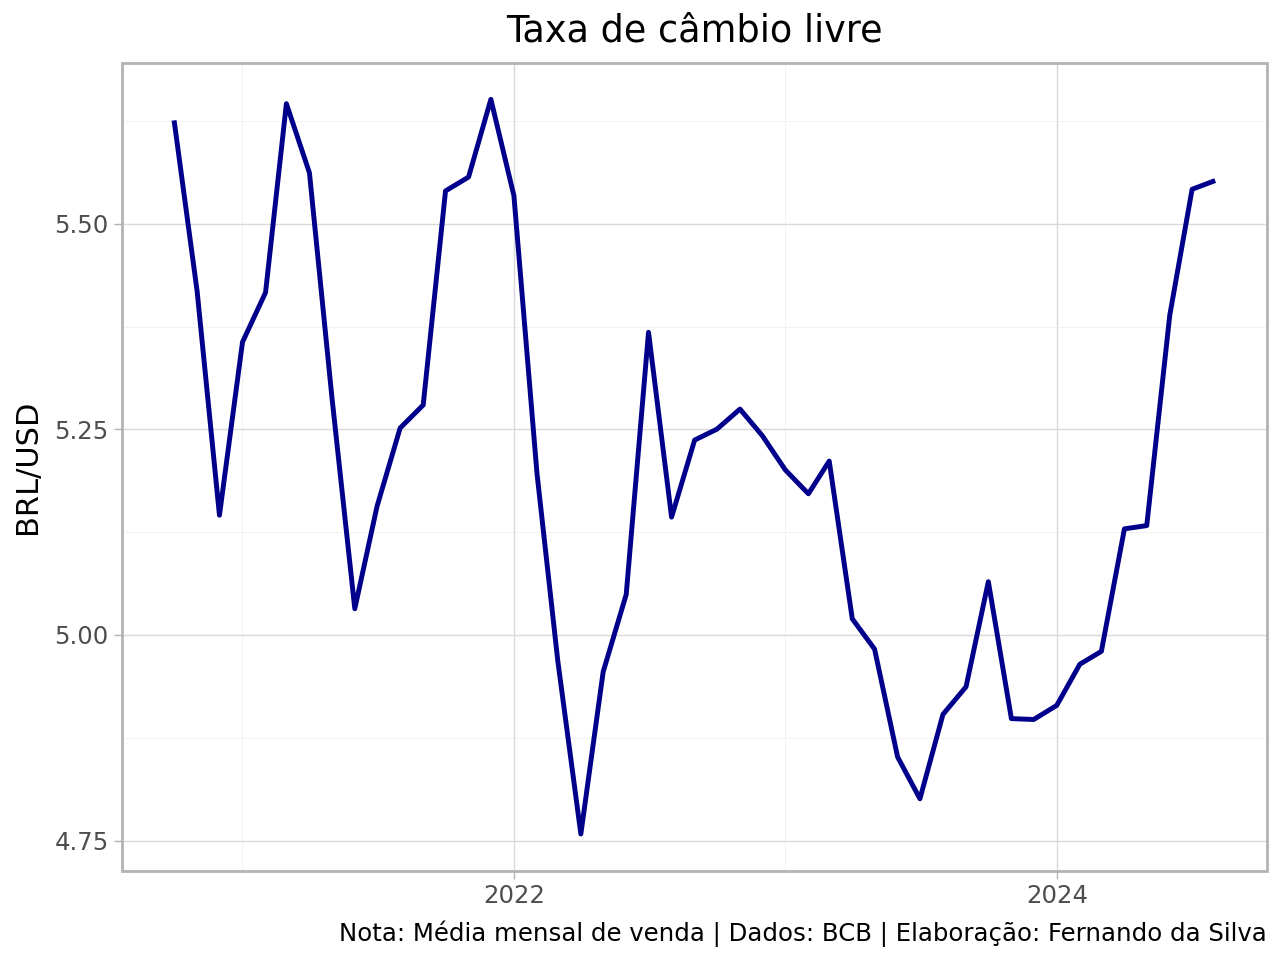 Taxa de câmbio livre
BRL/USD
5.50
5.25
5.00
4.75
2022
2024
Nota: Média mensal de venda | Dados: BCB | Elaboração: Fernando da Silva